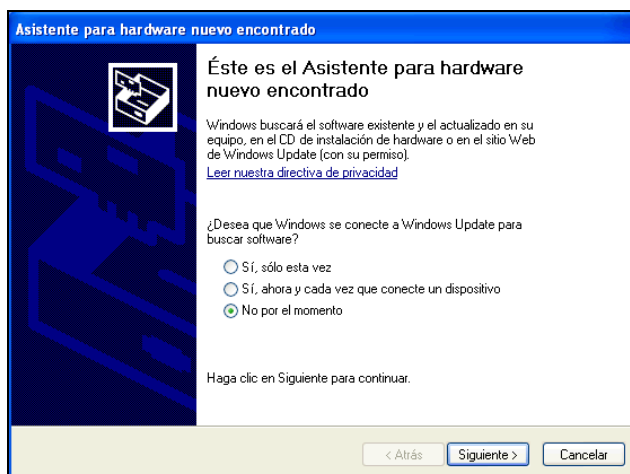 Asistente para hardware nuevo encontrado
Éste es el Asistente para hardware
nuevo encontrado
Windows buscará el software existente y el actualizado en su
equipo, en el CD de instalación de hardware o en el sitio Web
de Windows Update (con su permiso).
Leer nuestra directiva de privacidad
¿Desea que Windows se conecte a Windows Update para
buscar software?
Sí, sólo esta vez
Sí, ahora y cada vez que conecte un dispositivo
No por el momento
Haga clic en Siguiente para continuar.
< Atrás Siguiente > Cancelar